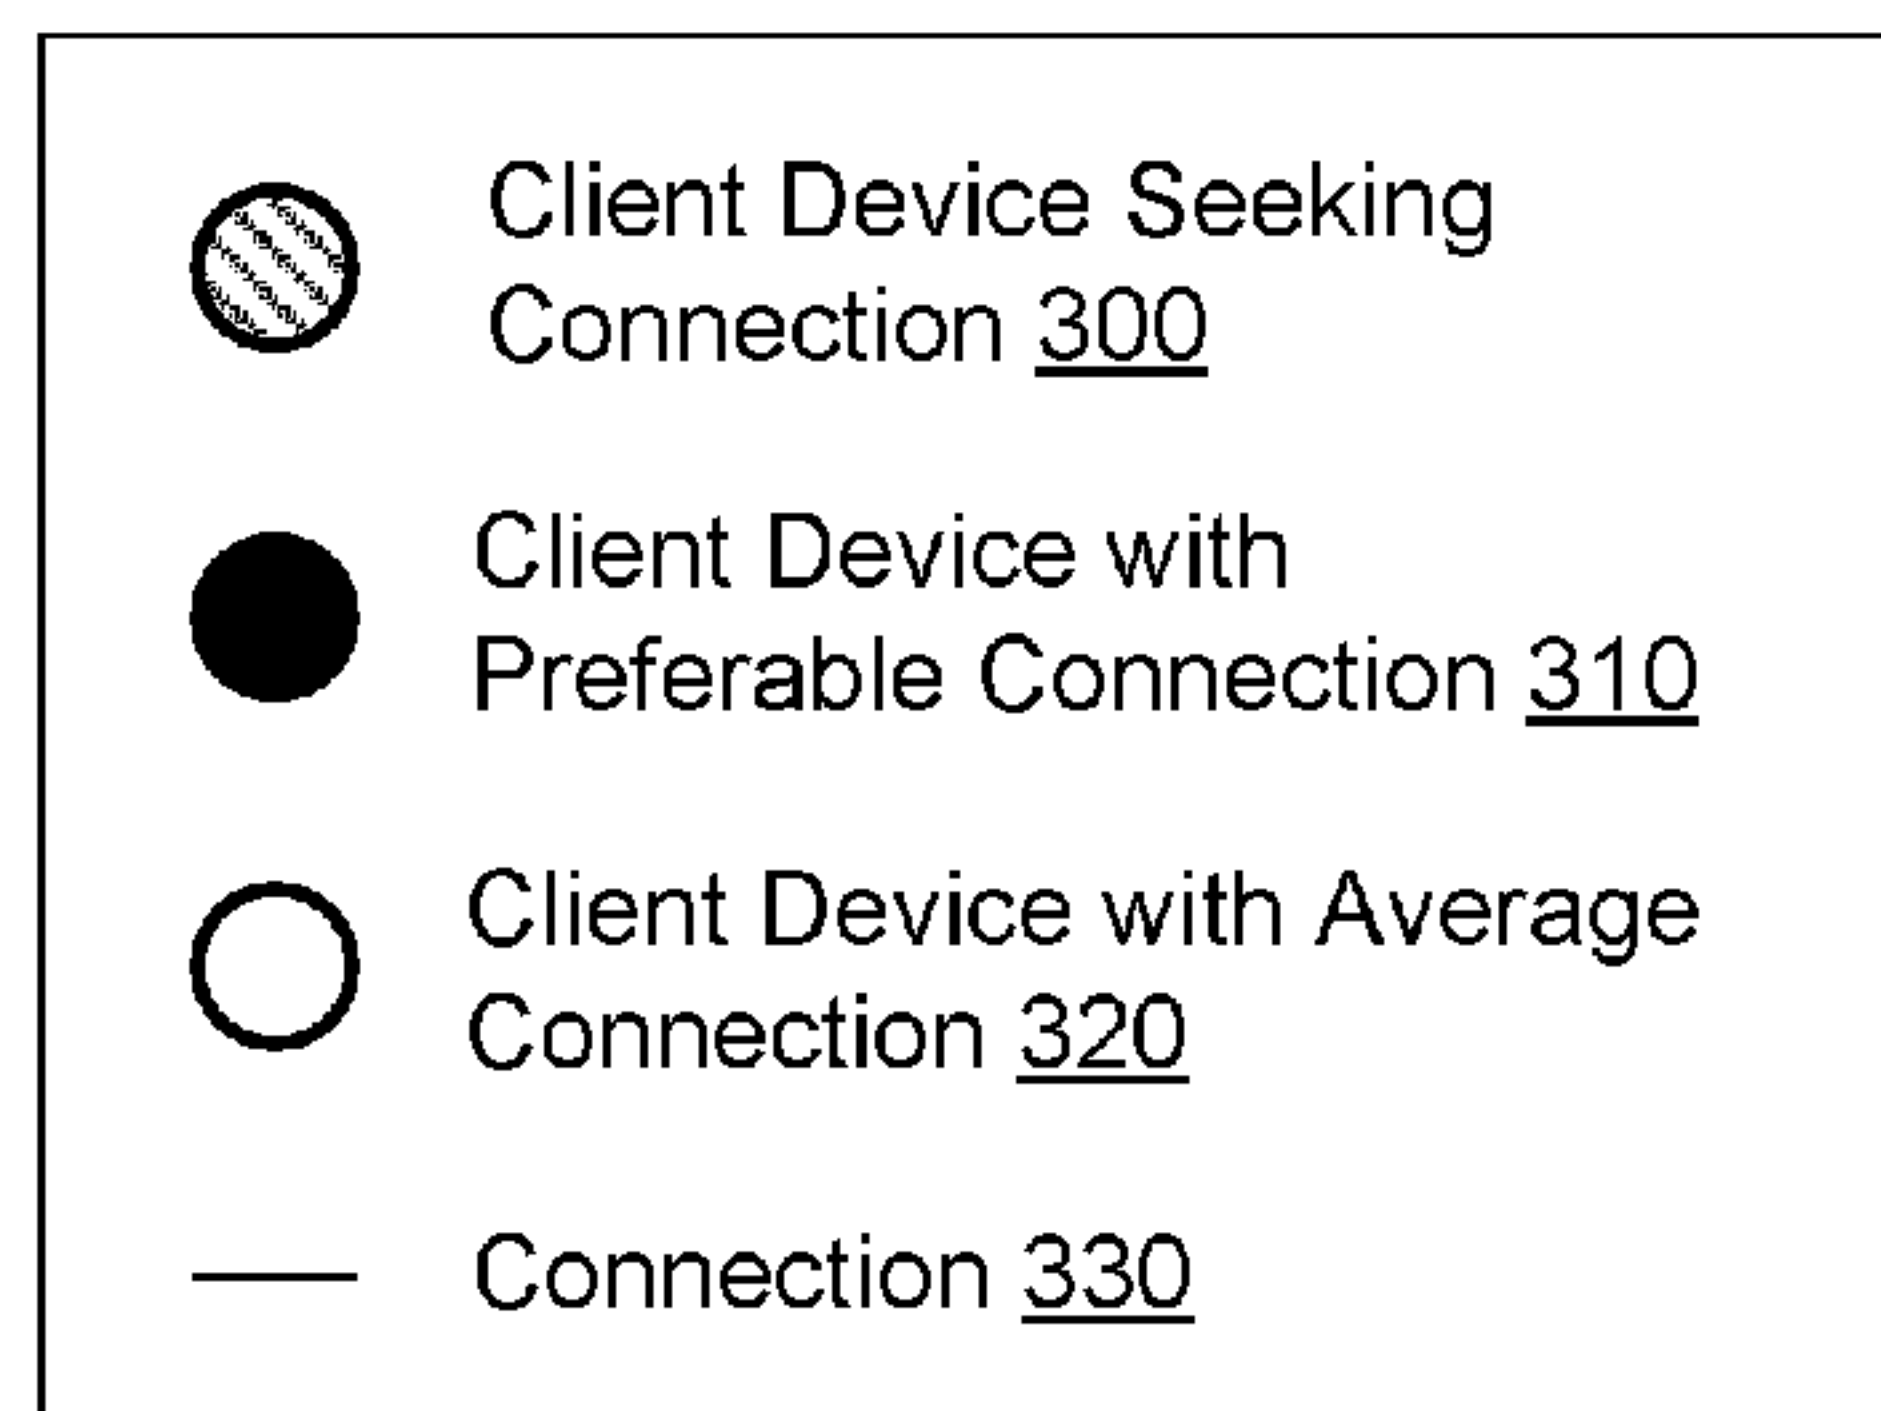 Client Device Seeking
Connection 300
Client Device with
Preferable Connection 310
Client Device with Average
Connection 320
Connection 330